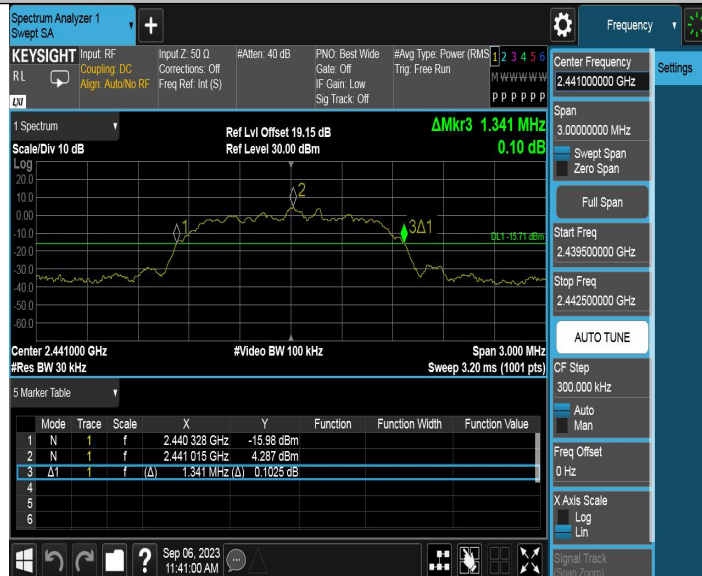 Spectrum Analyzer 1
Swept SA
+
Frequency
KEYSIGHT
RL
LXI
Input: RF
Coupling: DC
Align: Auto/No RF
Input Z: 50 Ω
Corrections: Off
Freq Ref: Int (S)
#Atten: 40 dB
PNO: Best Wide
Gate: Off
IF Gain: Low
Sig Track: Off
#Avg Type: Power (RMS
Trig: Free Run
1 2 3 4 5 6
M W W W W W
P P P P P P
1 Spectrum
Scale/Div 10 dB
Ref Lvl Offset 19.15 dB
Ref Level 30.00 dBm
ΔMkr3 1.341 MHz
0.10 dB
Log
20.0
10.0
0.00
-10.0
-20.0
-30.0
-40.0
-50.0
-60.0
1
2
3Δ1
DL1 -15.71 dBm
Center 2.441000 GHz
#Video BW 100 kHz
Span 3.000 MHz
#Res BW 30 kHz
Sweep 3.20 ms (1001 pts)
5 Marker Table
Mode Trace Scale X Y Function Function Width Function Value
1 N 1 f 2.440 328 GHz -15.98 dBm
2 N 1 f 2.441 015 GHz 4.287 dBm
3 Δ1 1 f (Δ) 1.341 MHz (Δ) 0.1025 dB
4
5
6
Sep 06, 2023
11:41:00 AM
?
Settings
Center Frequency
2.441000000 GHz
Span
3.00000000 MHz
Swept Span
Zero Span
Full Span
Start Freq
2.439500000 GHz
Stop Freq
2.442500000 GHz
AUTO TUNE
CF Step
300.000 kHz
Auto
Man
Freq Offset
0 Hz
X Axis Scale
Log
Lin
Signal Track
(Span Zoom)